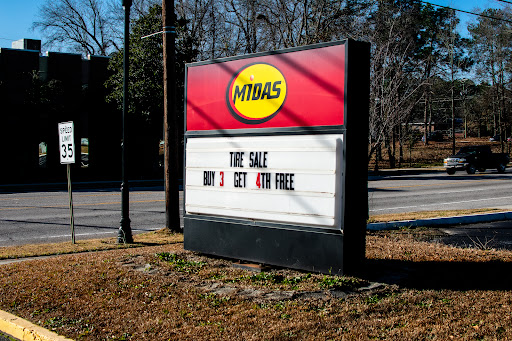 MIDAS
TIRE SALE
BUY 3 GET 4TH FREE
SPEED
LIMIT
35